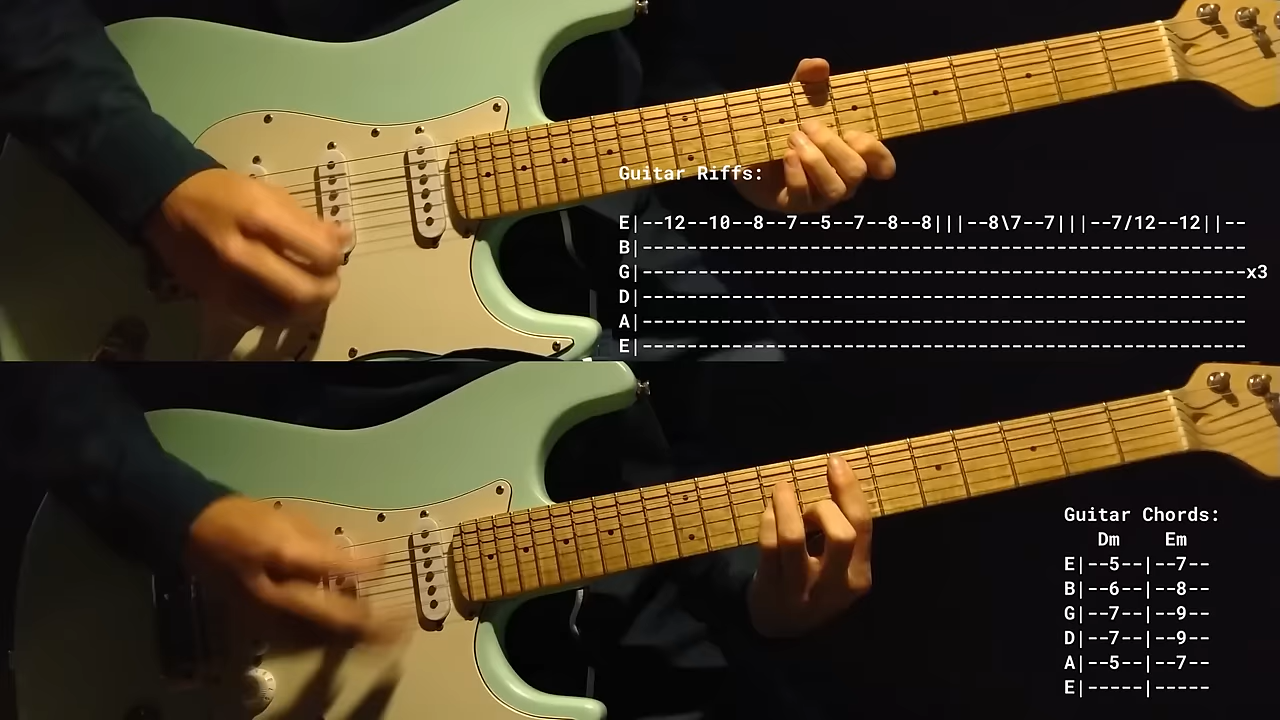 Guitar Riffs:
E|--12--10--8--7--5--7--8--8|||--8\7--7|||--7/12--12||--
B|------------------------------------------------------
G|------------------------------------------------------x3
D|------------------------------------------------------
A|------------------------------------------------------
E|------------------------------------------------------
Guitar Chords:
Dm Em
E|--5--|--7--
B|--6--|--8--
G|--7--|--9--
D|--7--|--9--
A|--5--|--7--
E|-----|-----